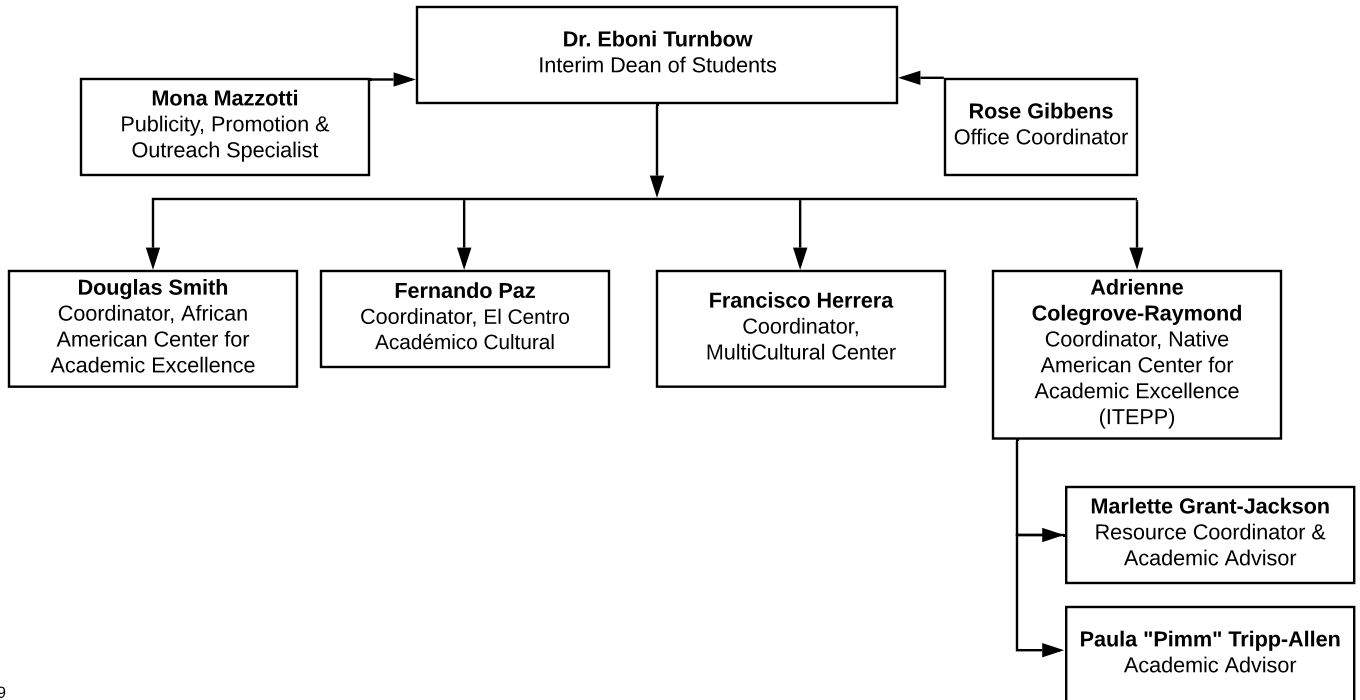 Dr. Eboni Turnbow
Interim Dean of Students
Mona Mazzotti
Publicity, Promotion &
Outreach Specialist
Rose Gibbens
Office Coordinator
Douglas Smith
Coordinator, African
American Center for
Academic Excellence
Fernando Paz
Coordinator, El Centro
Académico Cultural
Francisco Herrera
Coordinator,
MultiCultural Center
Adrienne
Colegrove-Raymond
Coordinator, Native
American Center for
Academic Excellence
(ITEPP)
Marlette Grant-Jackson
Resource Coordinator &
Academic Advisor
Paula "Pimm" Tripp-Allen
Academic Advisor
9